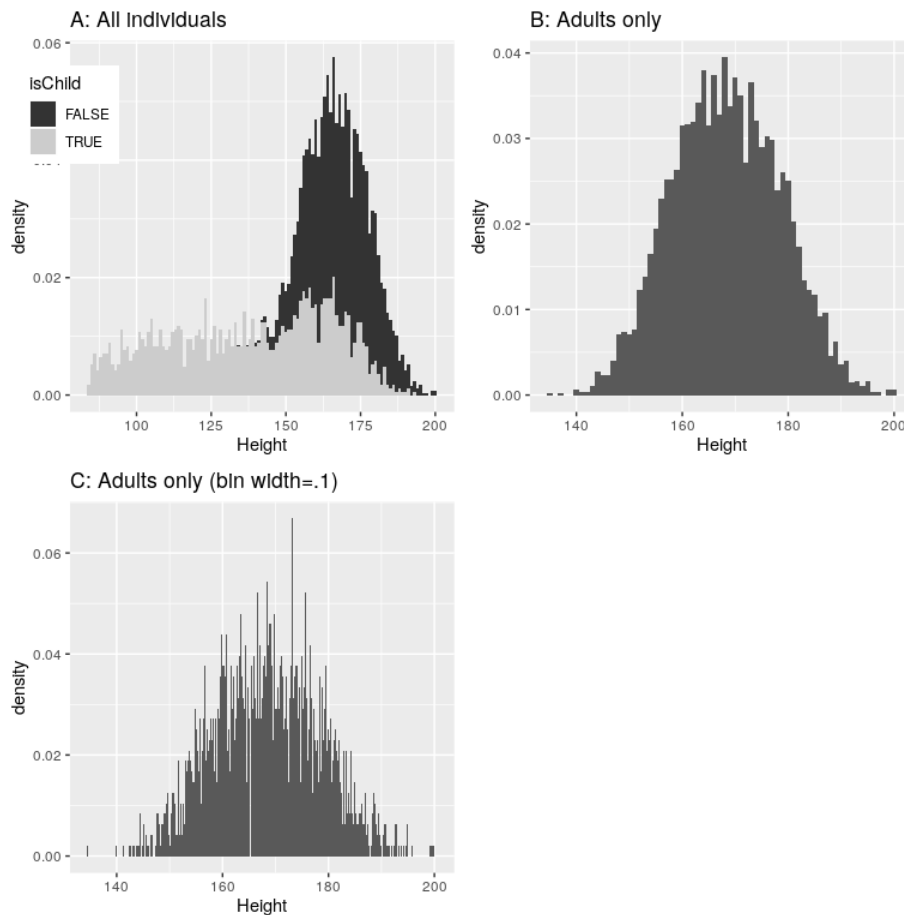 A: All individuals
0.06
isChild
FALSE
TRUE
0.02
0.00
density
100 125 150 175 200
Height
B: Adults only
0.04
0.03
0.02
0.01
0.00
density
140 160 180 200
Height
C: Adults only (bin width=.1)
0.06
0.04
0.02
0.00
density
140 160 180 200
Height